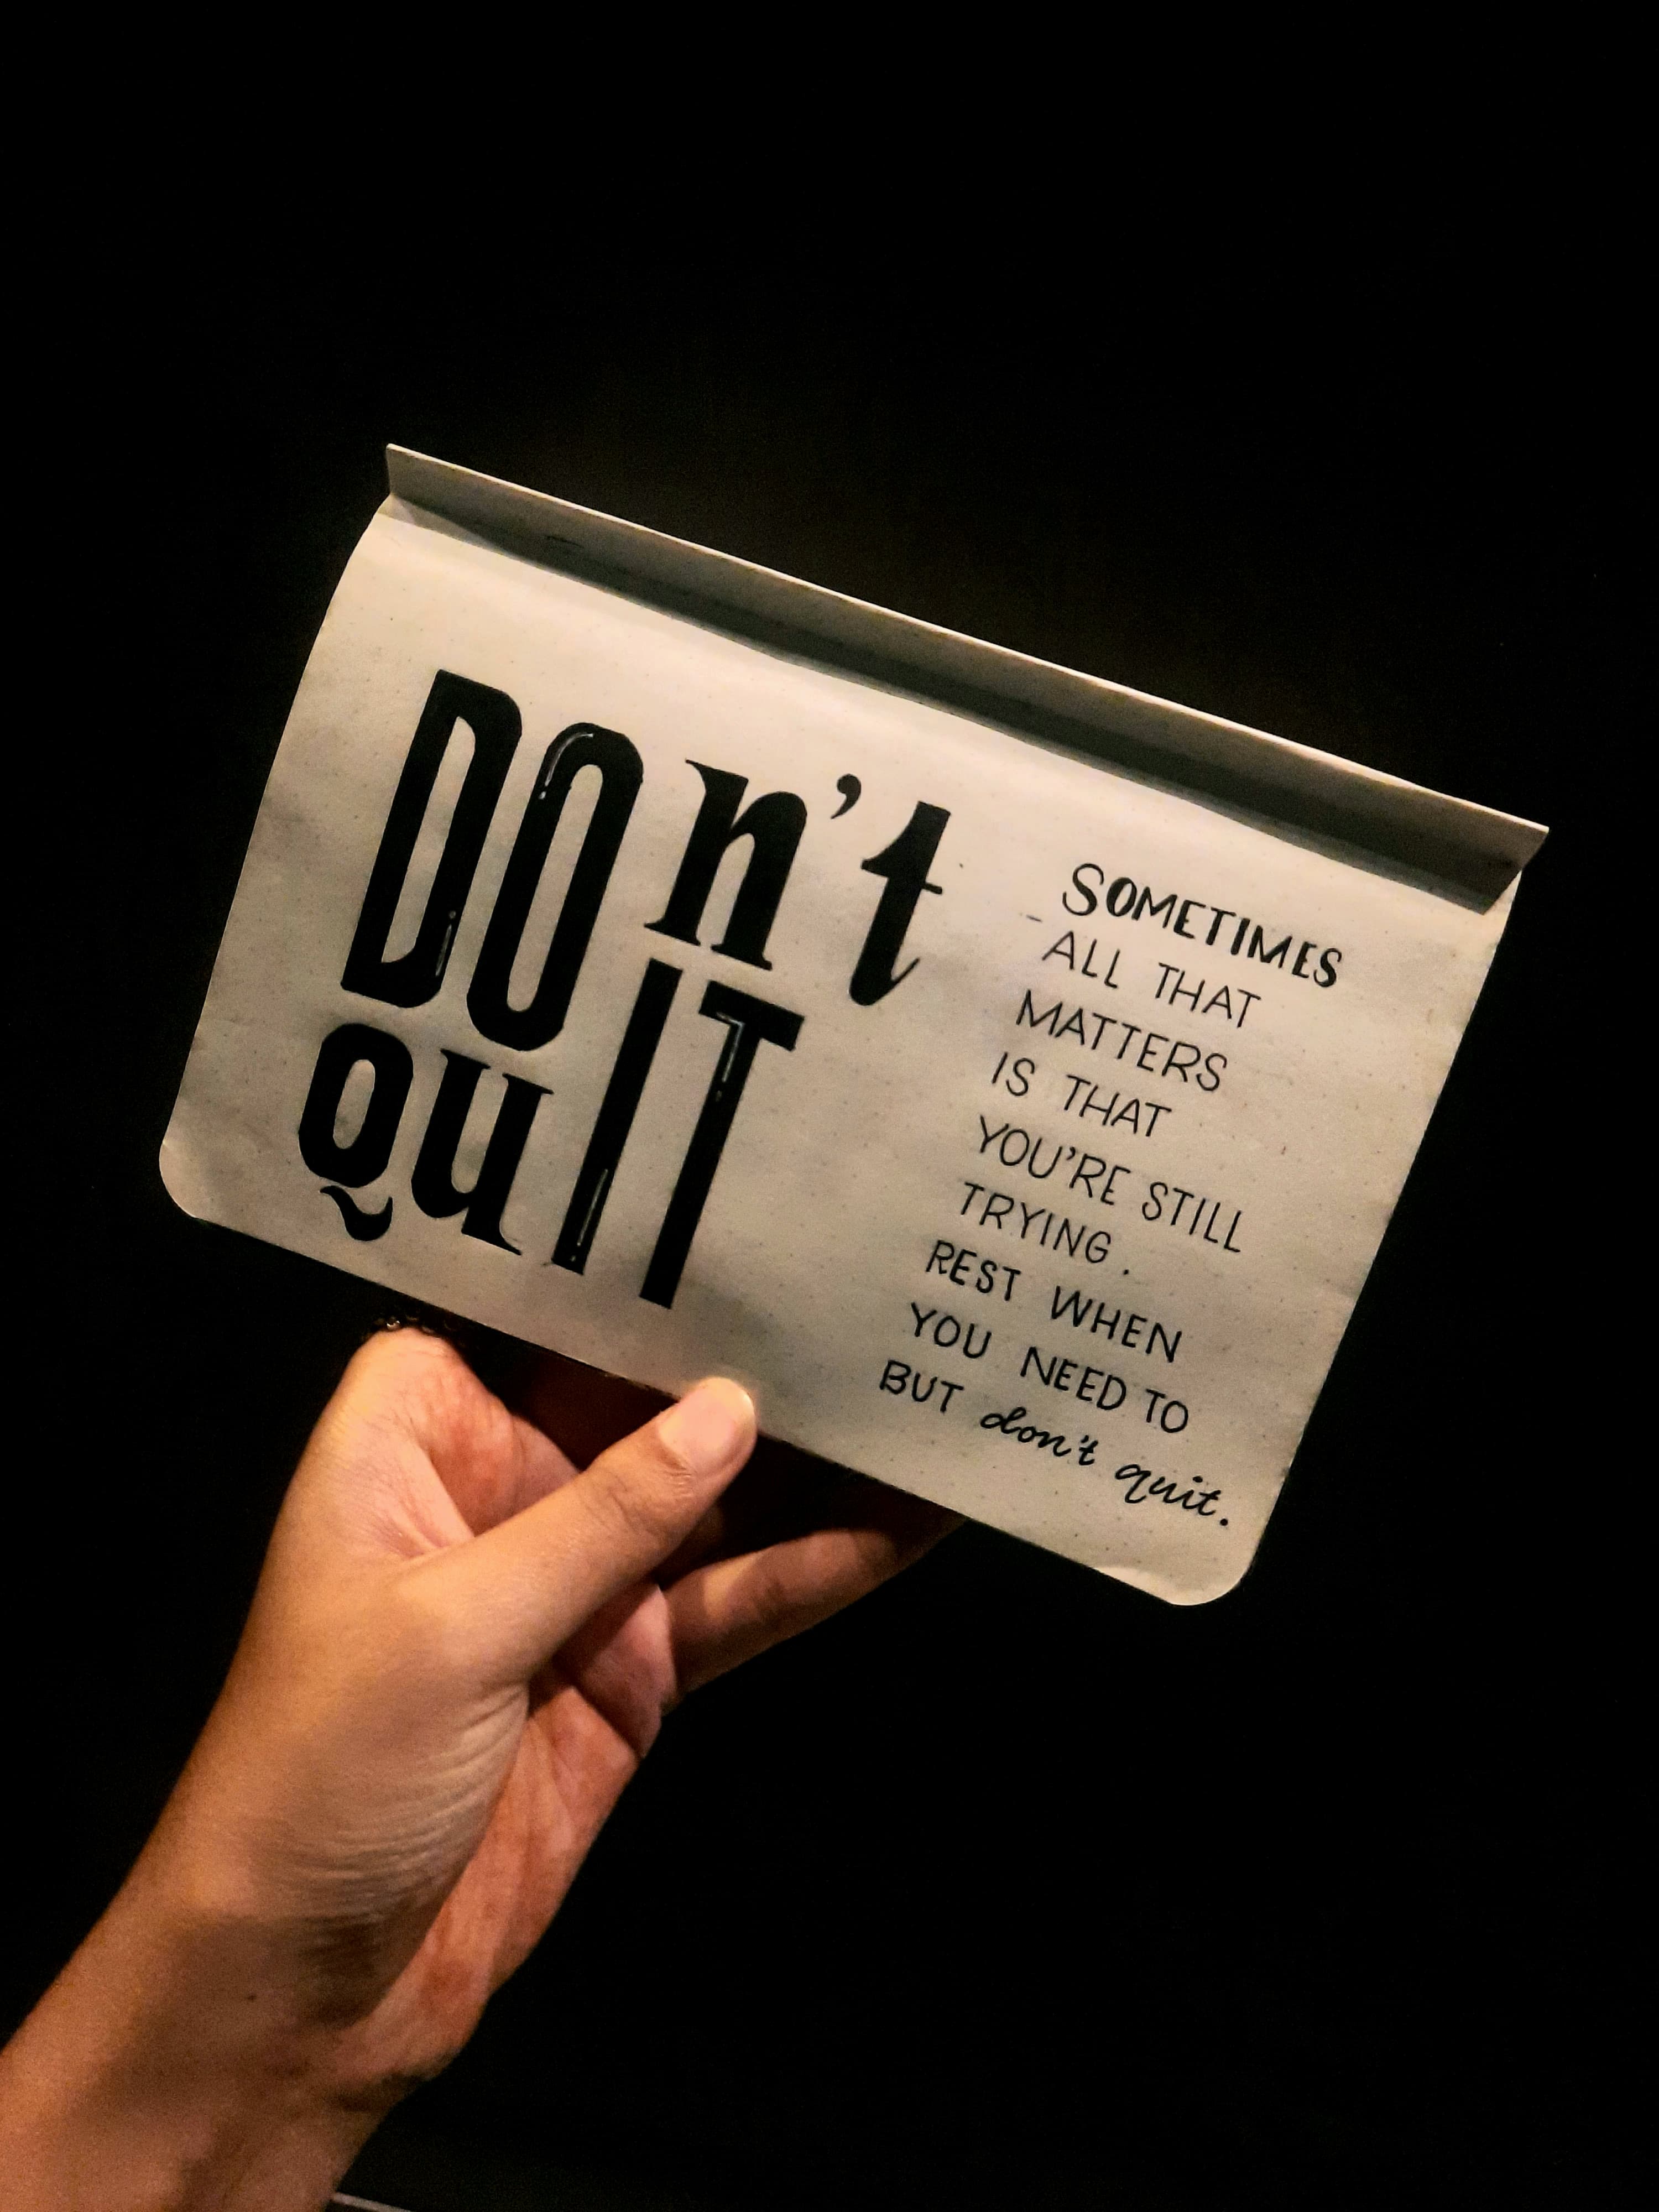 DOn't
quIT
SOMETIMES
ALL THAT
MATTERS
IS THAT
YOU'RE STILL
TRYING.
REST WHEN
YOU NEED TO
BUT don't quit.